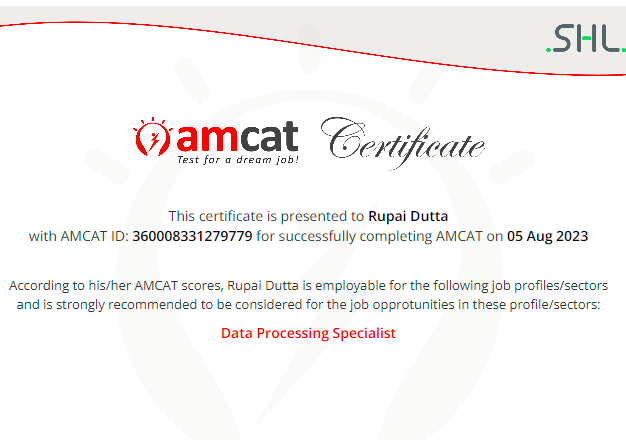 .SHL.
amcat Certificate
Test for a dream job!
This certificate is presented to Rupai Dutta
with AMCAT ID: 360008331279779 for successfully completing AMCAT on 05 Aug 2023
According to his/her AMCAT scores, Rupai Dutta is employable for the following job profiles/sectors
and is strongly recommended to be considered for the job opprotunities in these profile/sectors:
Data Processing Specialist